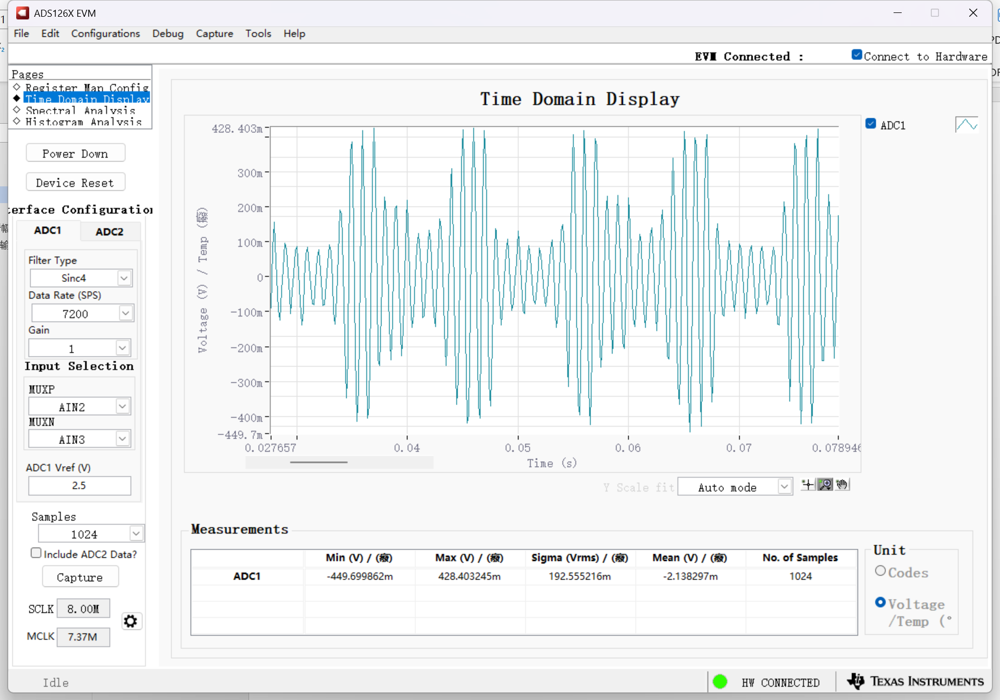 ADS126X EVM
File Edit Configurations Debug Capture Tools Help
EVM Connected :
Connect to Hardware
Pages
Register Map Config
Time Domain Display
Spectral Analysis
Histogram Analysis
Power Down
Device Reset
terface Configuration
ADC1 ADC2
Filter Type
Sinc4
Data Rate (SPS)
7200
Gain
1
Input Selection
MUXP
AIN2
MUXN
AIN3
ADC1 Vref (V)
2.5
Samples
1024
Include ADC2 Data?
Capture
SCLK 8.00M
MCLK 7.37M
Time Domain Display
ADC1
428.403m
300m
200m
100m
0
-100m
-200m
-300m
-400m
-449.7m
Voltage (V) / Temp (癈)
0.027657 0.04 0.05 0.06 0.07 0.078946
Time (s)
Y Scale fit Auto mode
Measurements
Min (V) / (癈) Max (V) / (癈) Sigma (Vrms) / (癈) Mean (V) / (癈) No. of Samples
ADC1 -449.699862m 428.403245m 192.555216m -2.138297m 1024
Unit
Codes
Voltage
/Temp (°
Idle
HW CONNECTED
TEXAS INSTRUMENTS